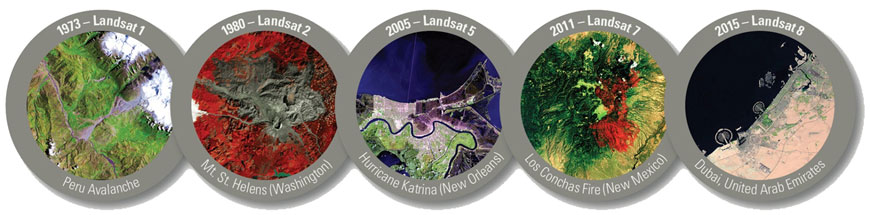 1973 – Landsat 1
Peru Avalanche
1980 – Landsat 2
Mt. St. Helens (Washington)
2005 – Landsat 5
Hurricane Katrina (New Orleans)
2011 – Landsat 7
Los Conchas Fire (New Mexico)
2015 – Landsat 8
Dubai, United Arab Emirates